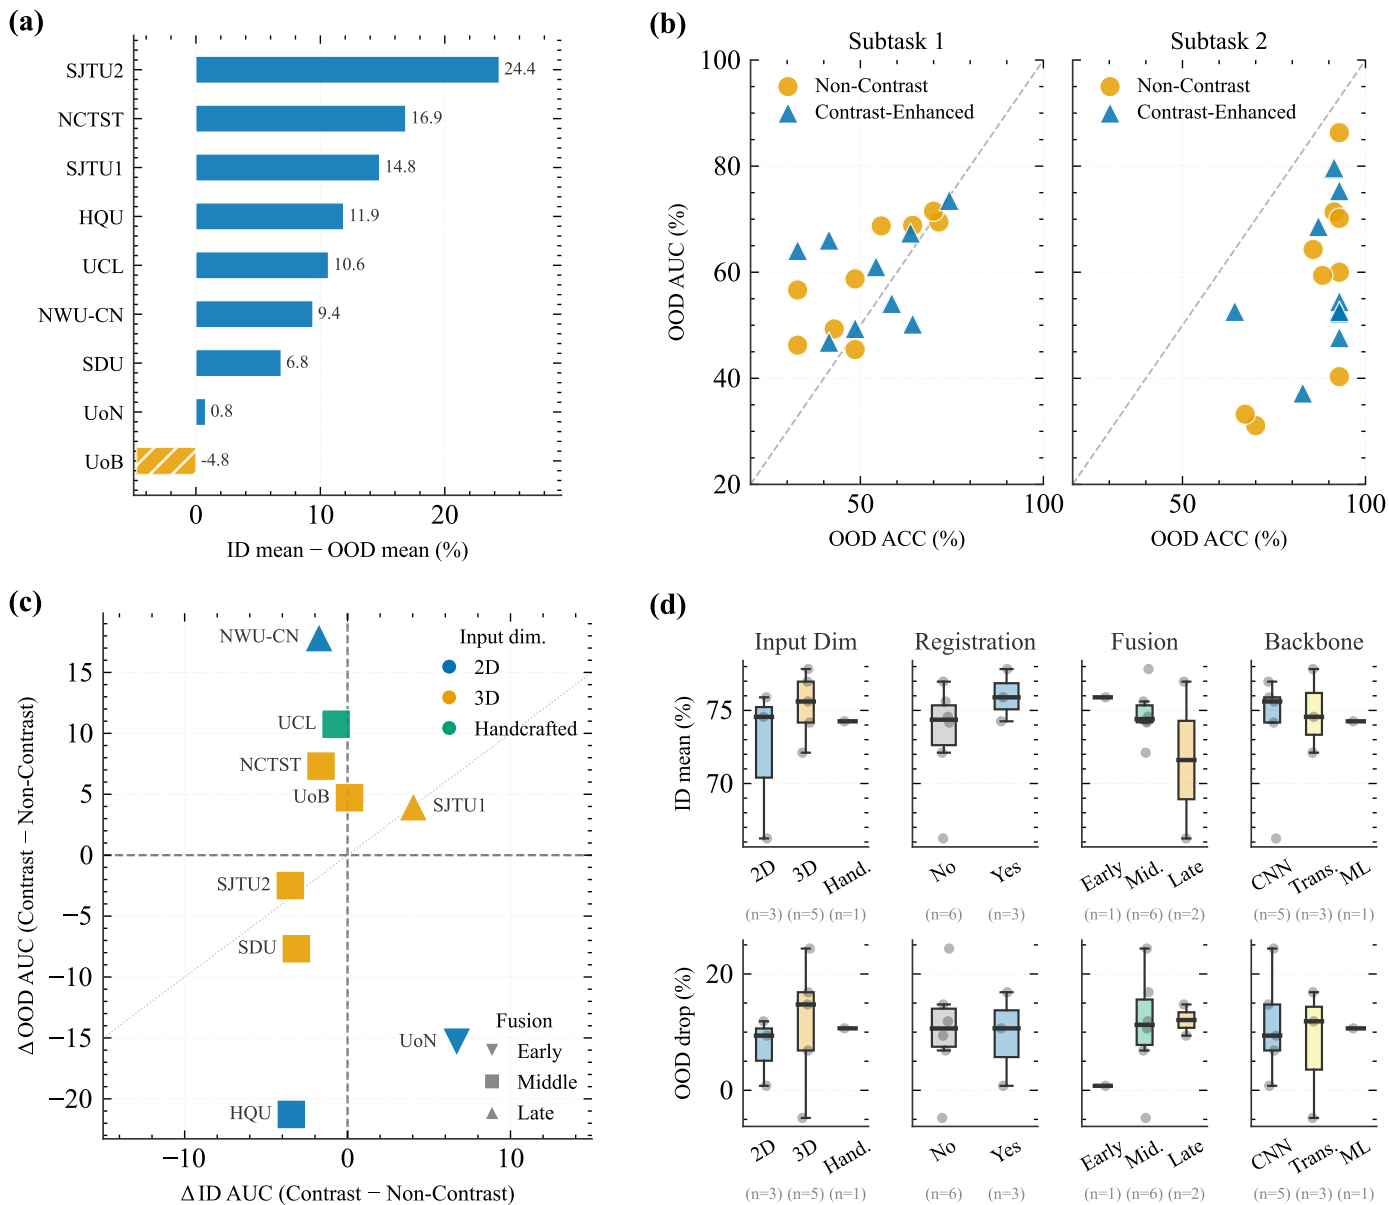 (a)
SJTU2
24.4
NCTST
16.9
SJTU1
14.8
HQU
11.9
UCL
10.6
NWU-CN
9.4
SDU
6.8
UoN
0.8
UoB
-4.8
0 10 20
ID mean − OOD mean (%)
(b)
Subtask 1
Subtask 2
Non-Contrast
Contrast-Enhanced
Non-Contrast
Contrast-Enhanced
100
80
60
40
20
OOD AUC (%)
50 100
50 100
OOD ACC (%)
OOD ACC (%)
(c)
NWU-CN
UCL
NCTST
UoB
SJTU1
SJTU2
SDU
UoN
HQU
Input dim.
2D
3D
Handcrafted
Fusion
Early
Middle
Late
15
10
5
0
−5
−10
−15
−20
Δ OOD AUC (Contrast − Non-Contrast)
−10 0 10
Δ ID AUC (Contrast − Non-Contrast)
(d)
Input Dim
Registration
Fusion
Backbone
ID mean (%)
75
70
2D 3D Hand.
No Yes
Early Mid. Late
CNN Trans. ML
(n=3) (n=5) (n=1)
(n=6) (n=3)
(n=1) (n=6) (n=2)
(n=5) (n=3) (n=1)
OOD drop (%)
20
0
2D 3D Hand.
No Yes
Early Mid. Late
CNN Trans. ML
(n=3) (n=5) (n=1)
(n=6) (n=3)
(n=1) (n=6) (n=2)
(n=5) (n=3) (n=1)